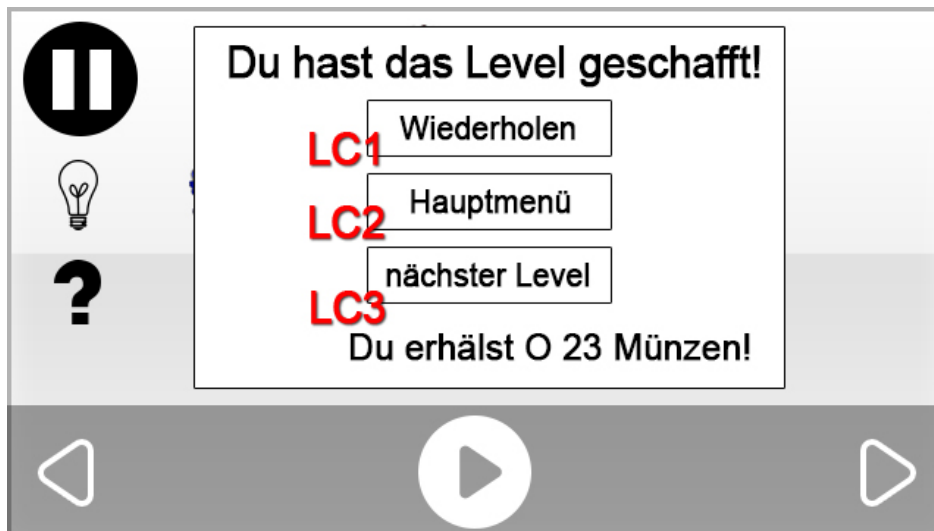 Du hast das Level geschafft!
Wiederholen
LC1
Hauptmenü
LC2
nächster Level
LC3
Du erhälst O 23 Münzen!
?